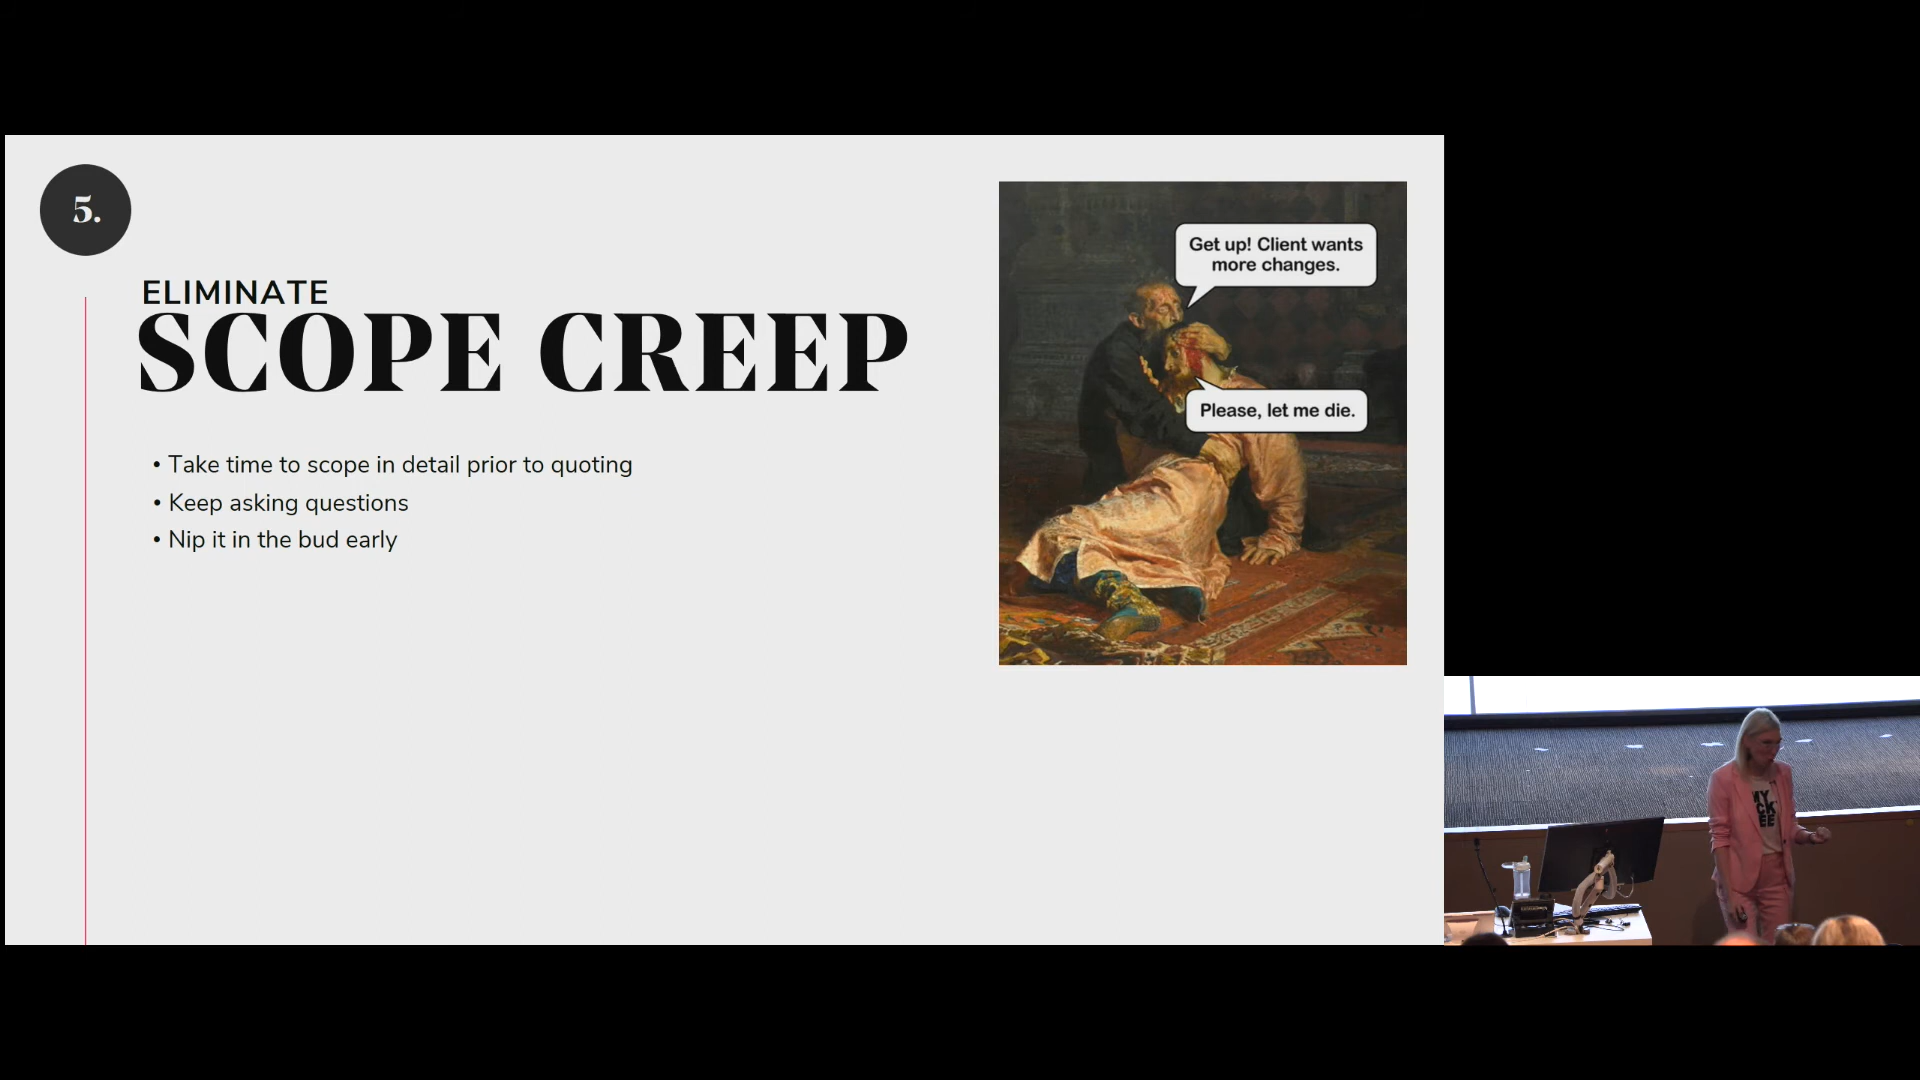 5.
ELIMINATE
SCOPE CREEP
• Take time to scope in detail prior to quoting
• Keep asking questions
• Nip it in the bud early
Get up! Client wants
more changes.
Please, let me die.